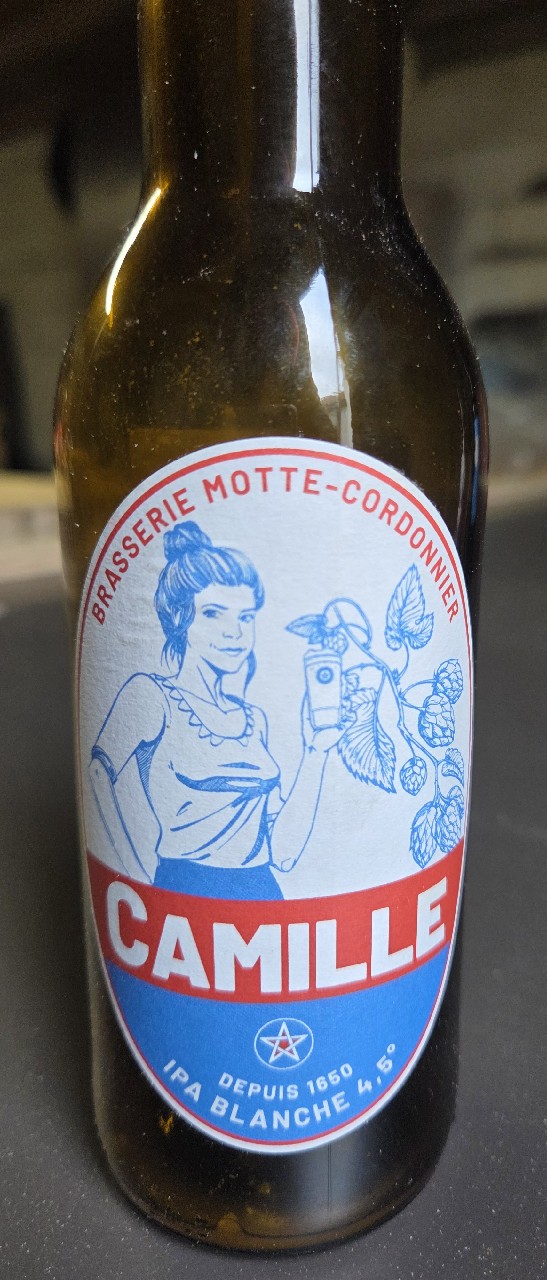 BRASSERIE MOTTE-CORDONNIER
CAMILLE
DEPUIS 1650
IPA BLANCHE 4,5°